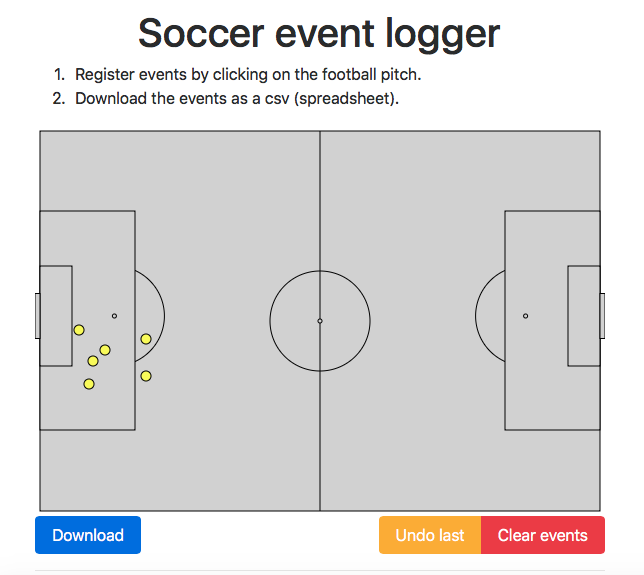 Soccer event logger
1. Register events by clicking on the football pitch.
2. Download the events as a csv (spreadsheet).
Download
Undo last
Clear events